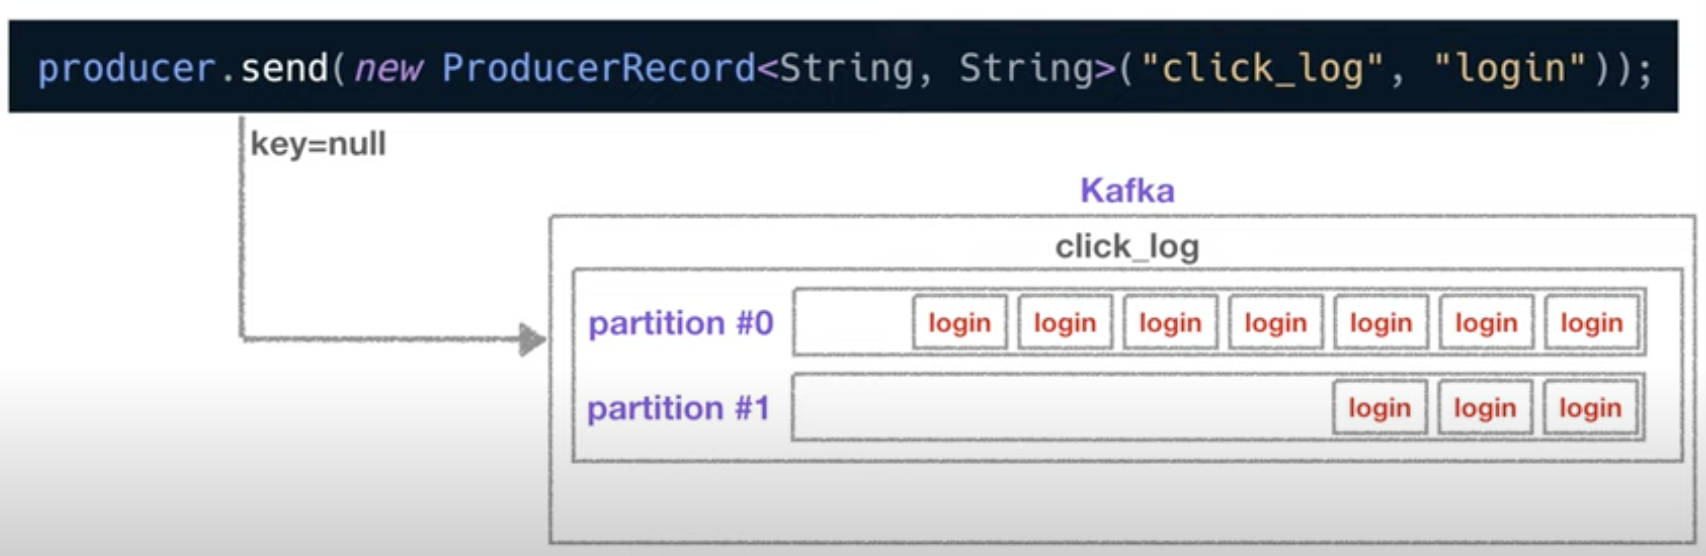 producer.send(new ProducerRecord<String, String>("click_log", "login"));
key=null
Kafka
click_log
partition #0 login login login login login login login
partition #1 login login login